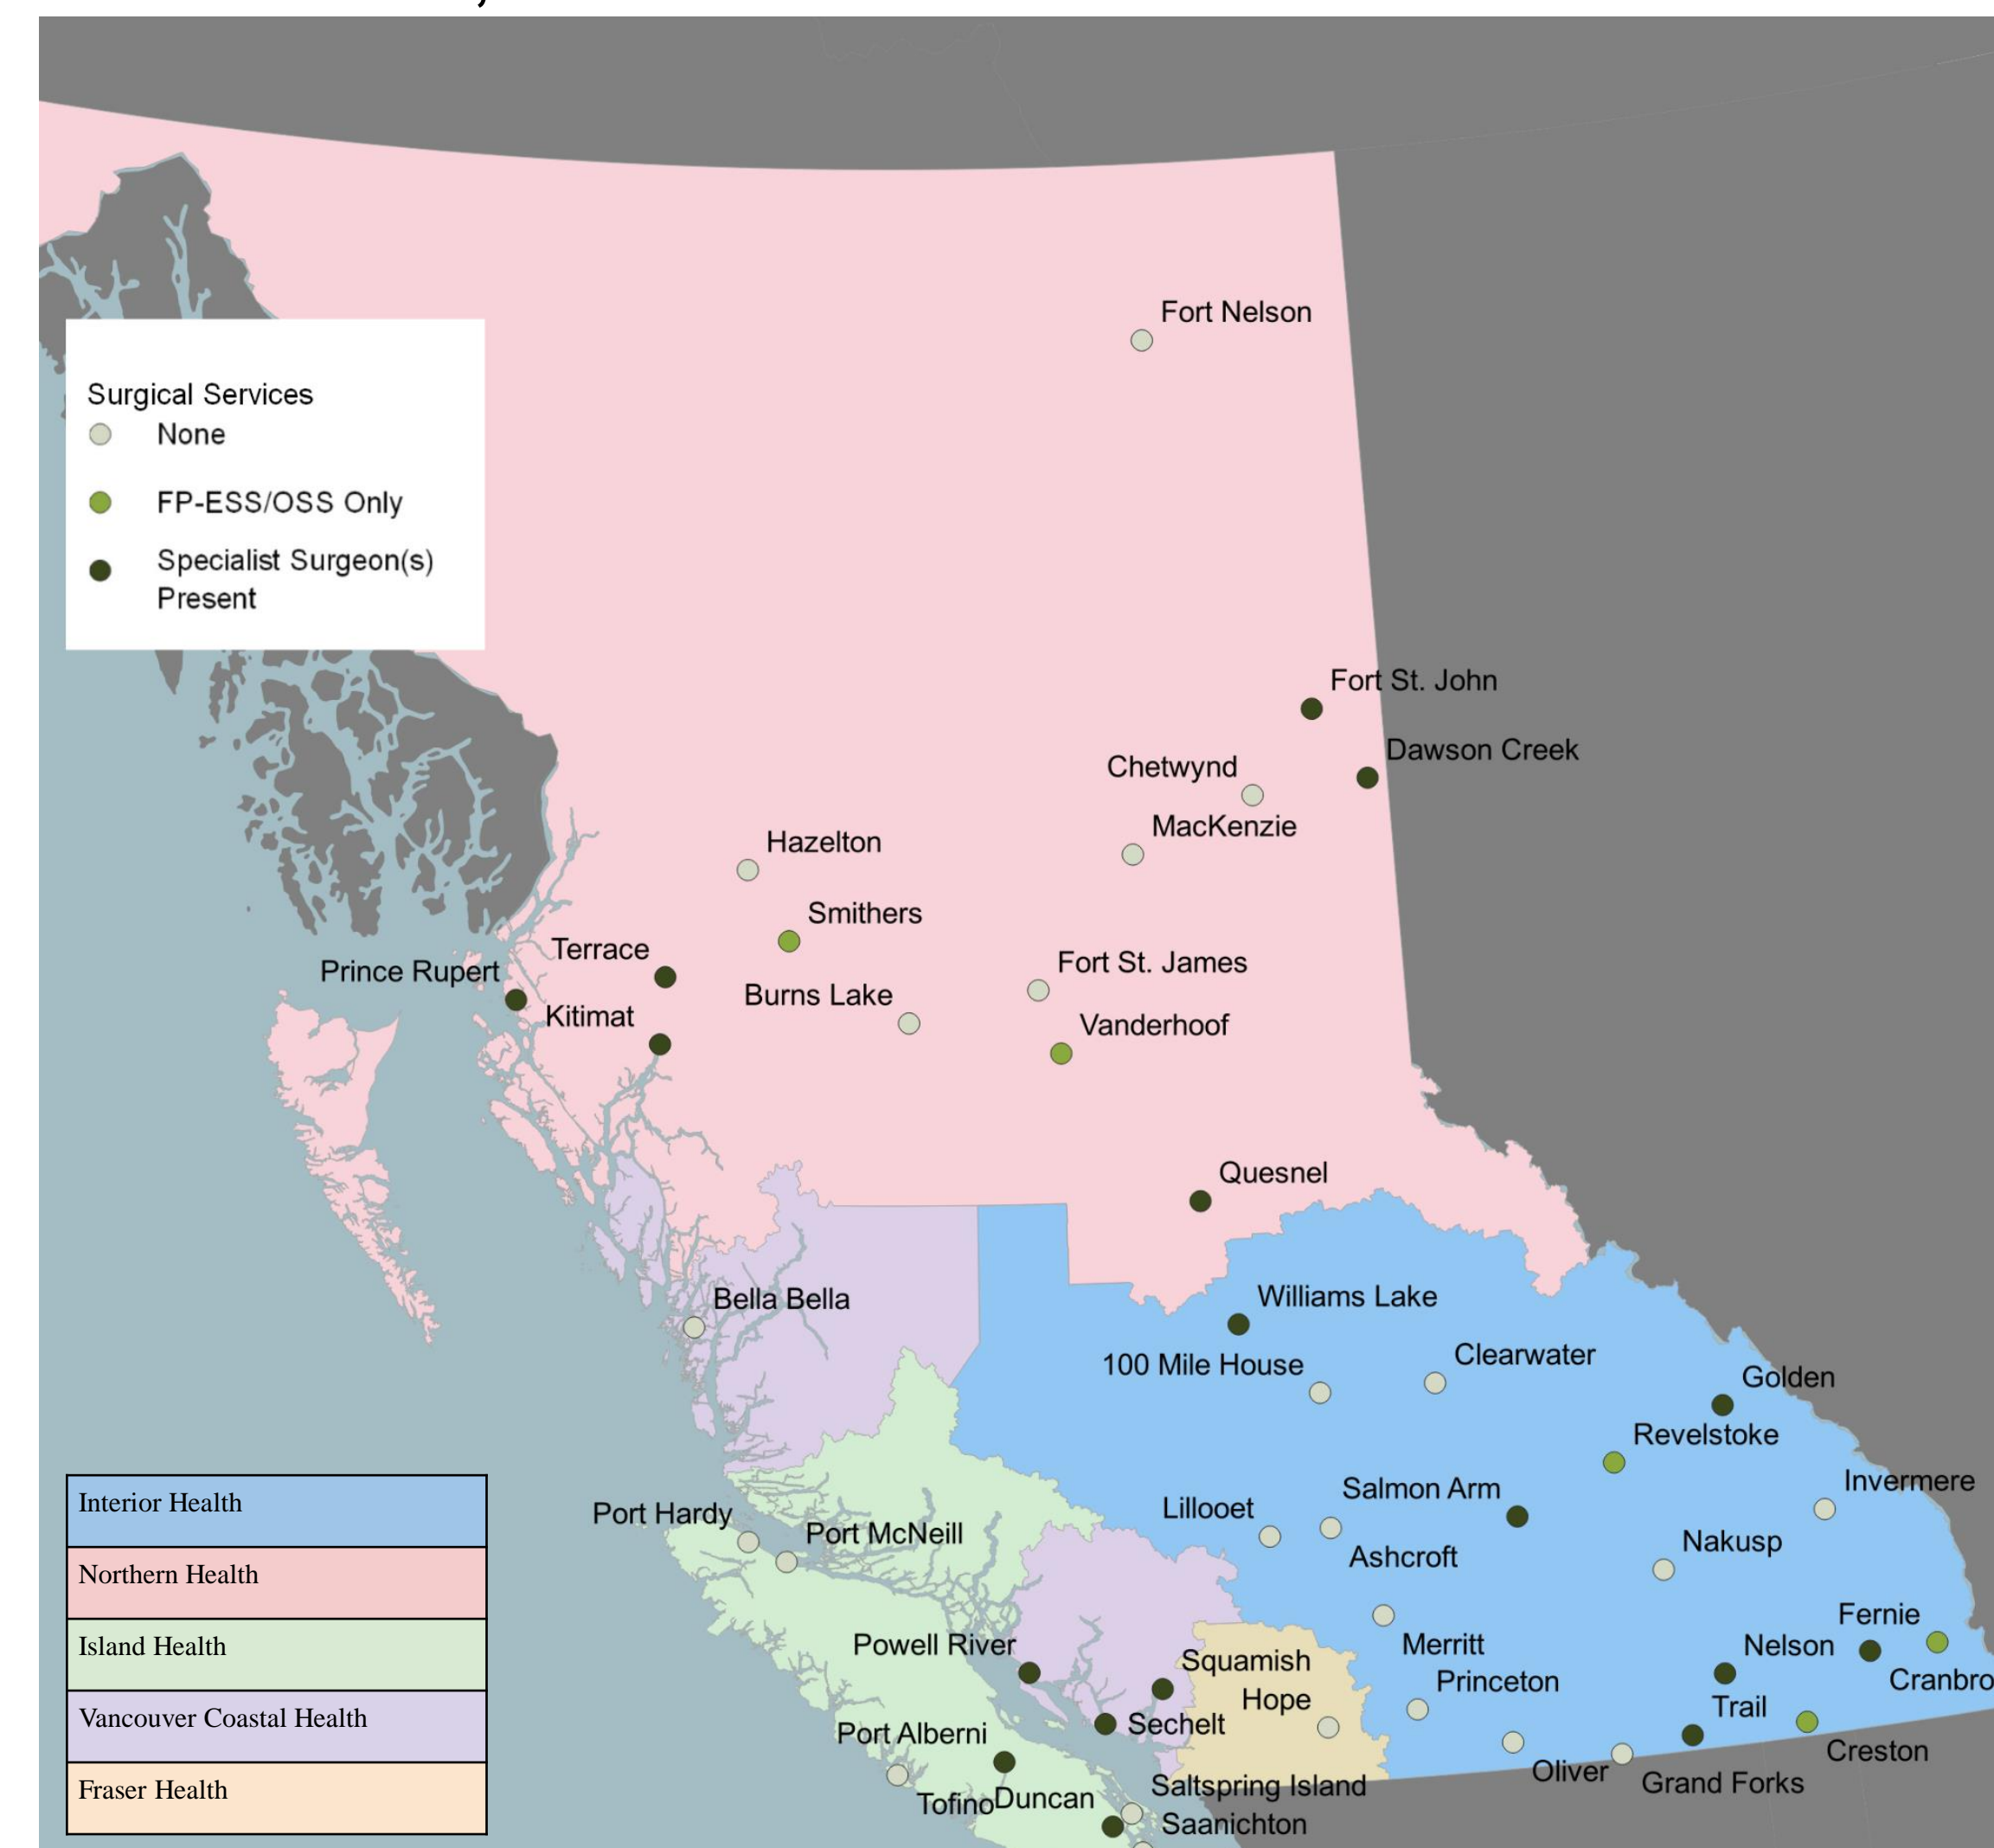 Fort Nelson
Surgical Services
None
FP-ESS/OSS Only
Specialist Surgeon(s)
Present
Fort St. John
Dawson Creek
Chetwynd
MacKenzie
Hazelton
Smithers
Terrace
Prince Rupert
Fort St. James
Burns Lake
Kitimat
Vanderhoof
Quesnel
Williams Lake
Bella Bella
100 Mile House
Clearwater
Golden
Revelstoke
Invermere
Salmon Arm
Lillooet
Port Hardy
Port McNeill
Nakusp
Ashcroft
Fernie
Powell River
Merritt
Nelson
Squamish
Princeton
Cranbro
Hope
Trail
Sechelt
Port Alberni
Creston
Oliver
Grand Forks
Saltspring Island
Tofino
Duncan
Saanichton
Interior Health
Northern Health
Island Health
Vancouver Coastal Health
Fraser Health